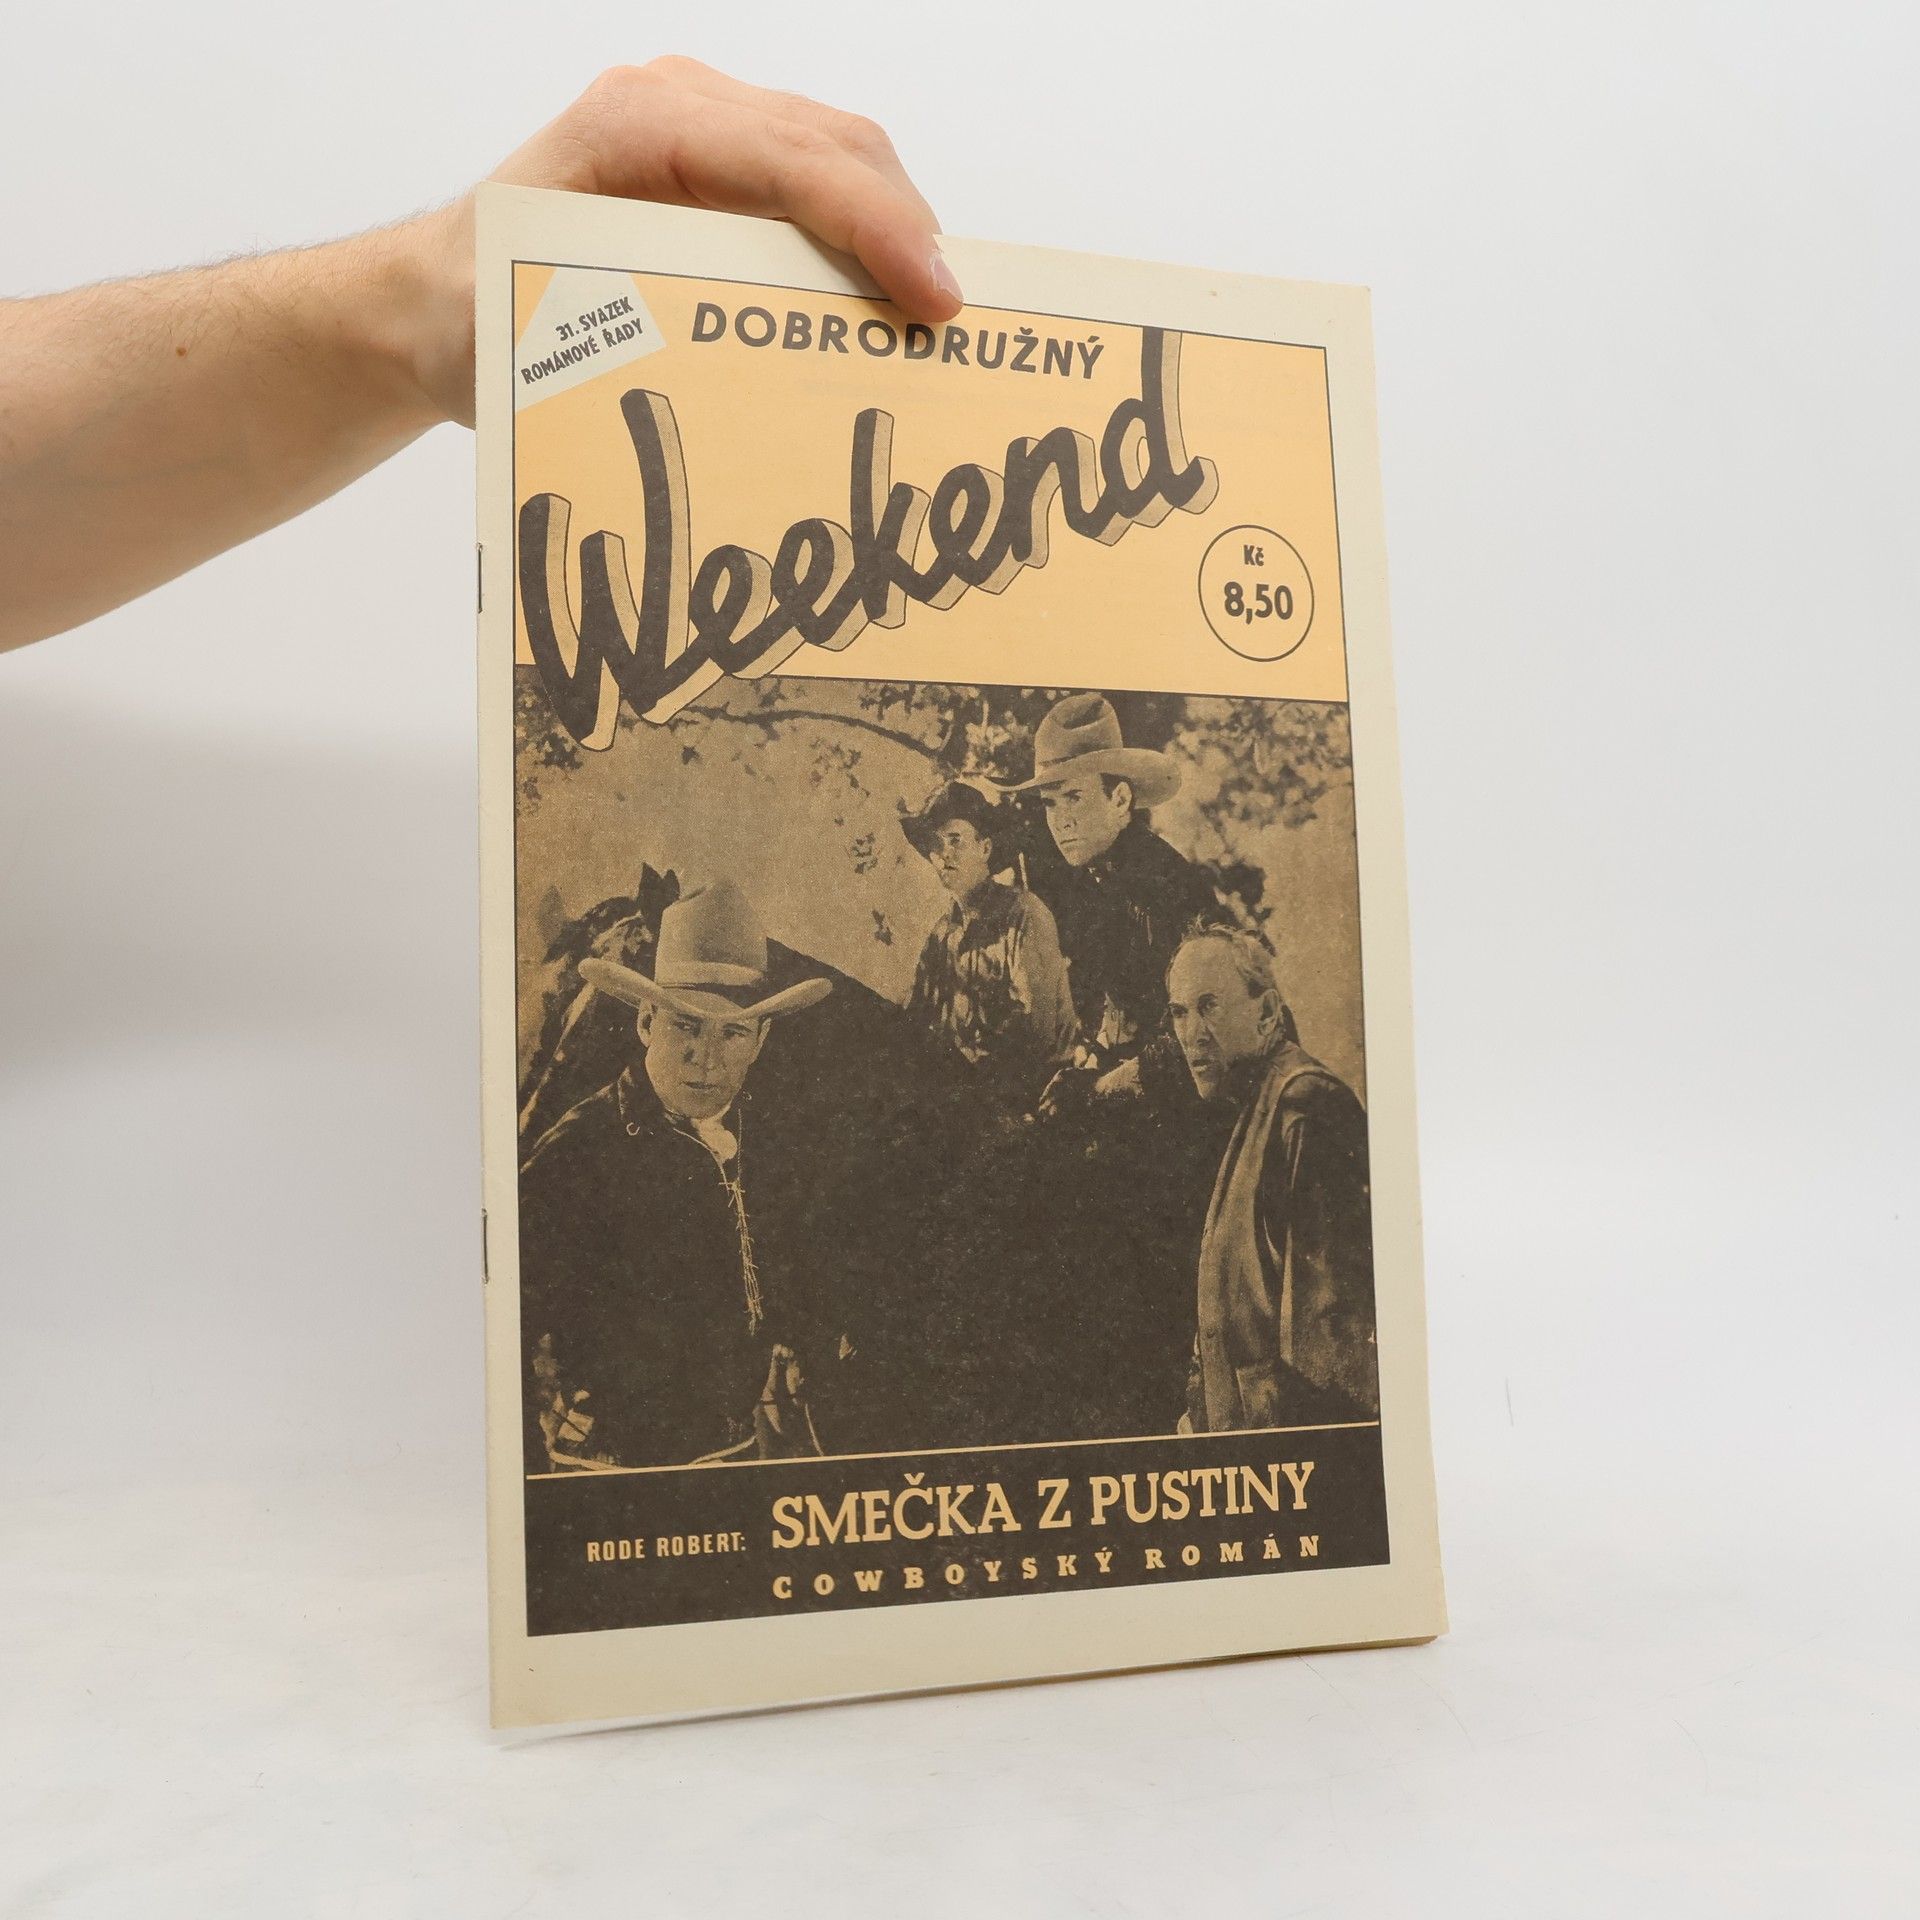 31. SVAZEK
ROMÁNOVÉ ŘADY
DOBRODRUŽNÝ
Weekend
Kč
8,50
RODE ROBERT: SMEČKA Z PUSTINY
COWBOYSKÝ ROMÁN